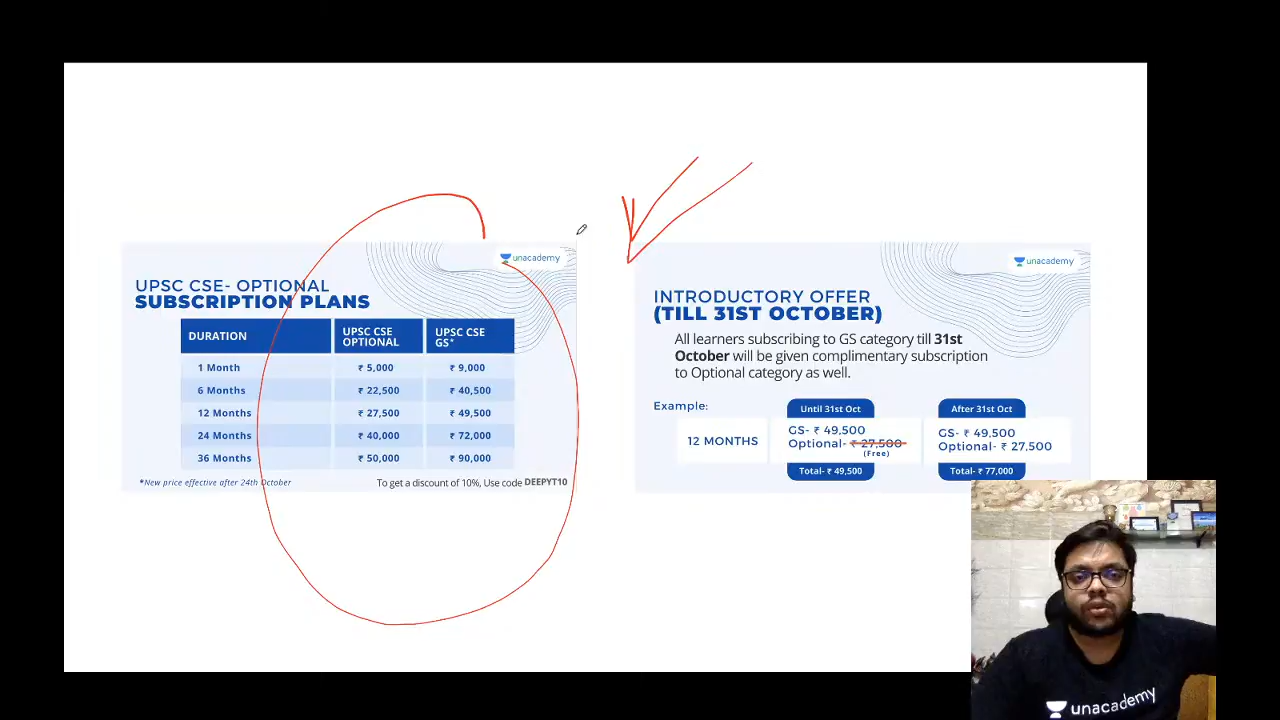 unacademy
UPSC CSE- OPTIONAL
SUBSCRIPTION PLANS
DURATION UPSC CSE OPTIONAL UPSC CSE GS*
1 Month ₹ 5,000 ₹ 9,000
6 Months ₹ 22,500 ₹ 40,500
12 Months ₹ 27,500 ₹ 49,500
24 Months ₹ 40,000 ₹ 72,000
36 Months ₹ 50,000 ₹ 90,000
*New price effective after 24th October To get a discount of 10%, Use code DEEPYT10
unacademy
INTRODUCTORY OFFER
(TILL 31ST OCTOBER)
All learners subscribing to GS category till 31st
October will be given complimentary subscription
to Optional category as well.
Example: Until 31st Oct After 31st Oct
12 MONTHS
GS- ₹ 49,500
Optional- ₹ 27,500
(Free)
Total- ₹ 49,500
GS- ₹ 49,500
Optional- ₹ 27,500
Total- ₹ 77,000
unacademy